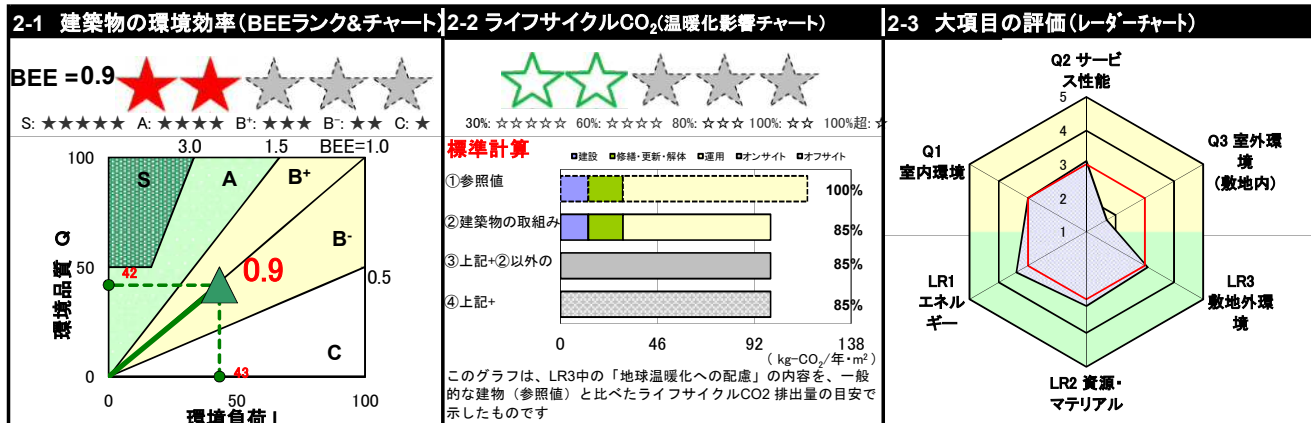 2-1 建築物の環境効率(BEEランク&チャート)
BEE = 0.9
S: ★★★★★ A: ★★★★ B⁺: ★★★ B⁻: ★★ C: ★
3.0 1.5 BEE=1.0
100
S
A
B⁺
B⁻
0.5
C
環境品質 Q
50
42
0.9
0
43
0 50 100
環境負荷 L
2-2 ライフサイクルCO₂(温暖化影響チャート)
30%: ☆☆☆☆☆ 60%: ☆☆☆☆ 80%: ☆☆☆ 100%: ☆☆ 100%超: ☆
標準計算
建設 修繕・更新・解体 運用 オンサイト オフサイト
①参照値 100%
②建築物の取組み 85%
③上記+②以外の 85%
④上記+ 85%
0 46 92 138
( kg-CO₂/年・m²)
このグラフは、LR3中の「地球温暖化への配慮」の内容を、一般
的な建物(参照値)と比べたライフサイクルCO2 排出量の目安で
示したものです
2-3 大項目の評価(レーダーチャート)
Q2 サービ
ス性能
5
4
3
2
1
Q1
室内環境
Q3 室外環
境
(敷地内)
LR1
エネル
ギー
LR3
敷地外環
境
LR2 資源・
マテリアル